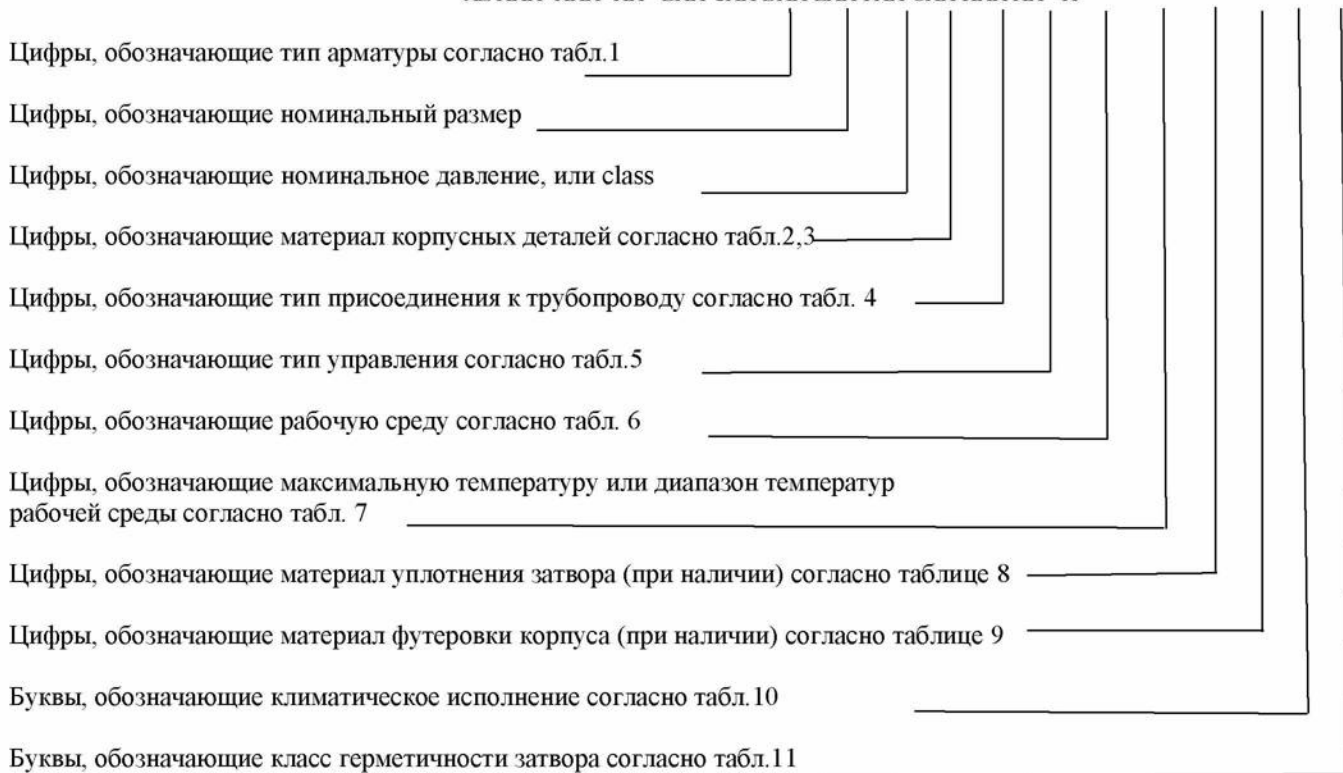 Цифры, обозначающие тип арматуры согласно табл.1
Цифры, обозначающие номинальный размер
Цифры, обозначающие номинальное давление, или class
Цифры, обозначающие материал корпусных деталей согласно табл.2,3
Цифры, обозначающие тип присоединения к трубопроводу согласно табл. 4
Цифры, обозначающие тип управления согласно табл.5
Цифры, обозначающие рабочую среду согласно табл. 6
Цифры, обозначающие максимальную температуру или диапазон температур
рабочей среды согласно табл. 7
Цифры, обозначающие материал уплотнения затвора (при наличии) согласно таблице 8
Цифры, обозначающие материал футеровки корпуса (при наличии) согласно таблице 9
Буквы, обозначающие климатическое исполнение согласно табл.10
Буквы, обозначающие класс герметичности затвора согласно табл.11